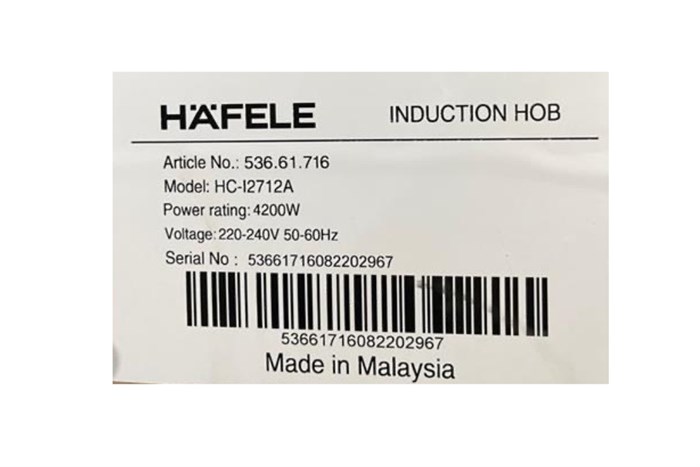 HÄFELE INDUCTION HOB
Article No.: 536.61.716
Model: HC-I2712A
Power rating: 4200W
Voltage: 220-240V 50-60Hz
Serial No : 53661716082202967
53661716082202967
Made in Malaysia